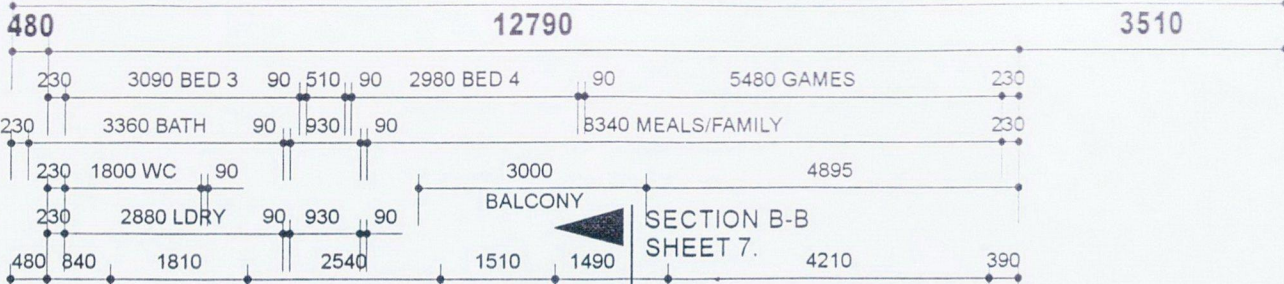 480 12790 3510
230 3090 BED 3 90 510 90 2980 BED 4 90 5480 GAMES 230
230 3360 BATH 90 930 90 8340 MEALS/FAMILY 230
230 1800 WC 90 3000 4895
BALCONY
230 2880 LDRY 90 930 90 SECTION B-B
SHEET 7.
480 840 1810 2540 1510 1490 4210 390